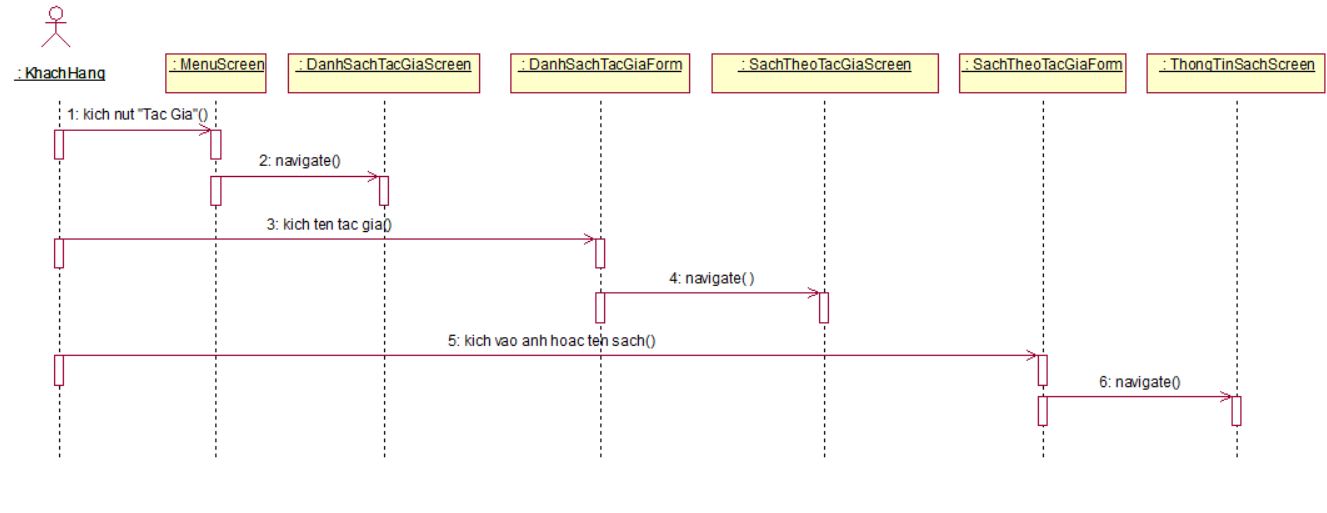 : KhachHang
: MenuScreen
: DanhSachTacGiaScreen
: DanhSachTacGiaForm
: SachTheoTacGiaScreen
: SachTheoTacGiaForm
: ThongTinSachScreen
1: kich nut "Tac Gia"()
2: navigate()
3: kich ten tac gia()
4: navigate( )
5: kich vao anh hoac ten sach()
6: navigate()